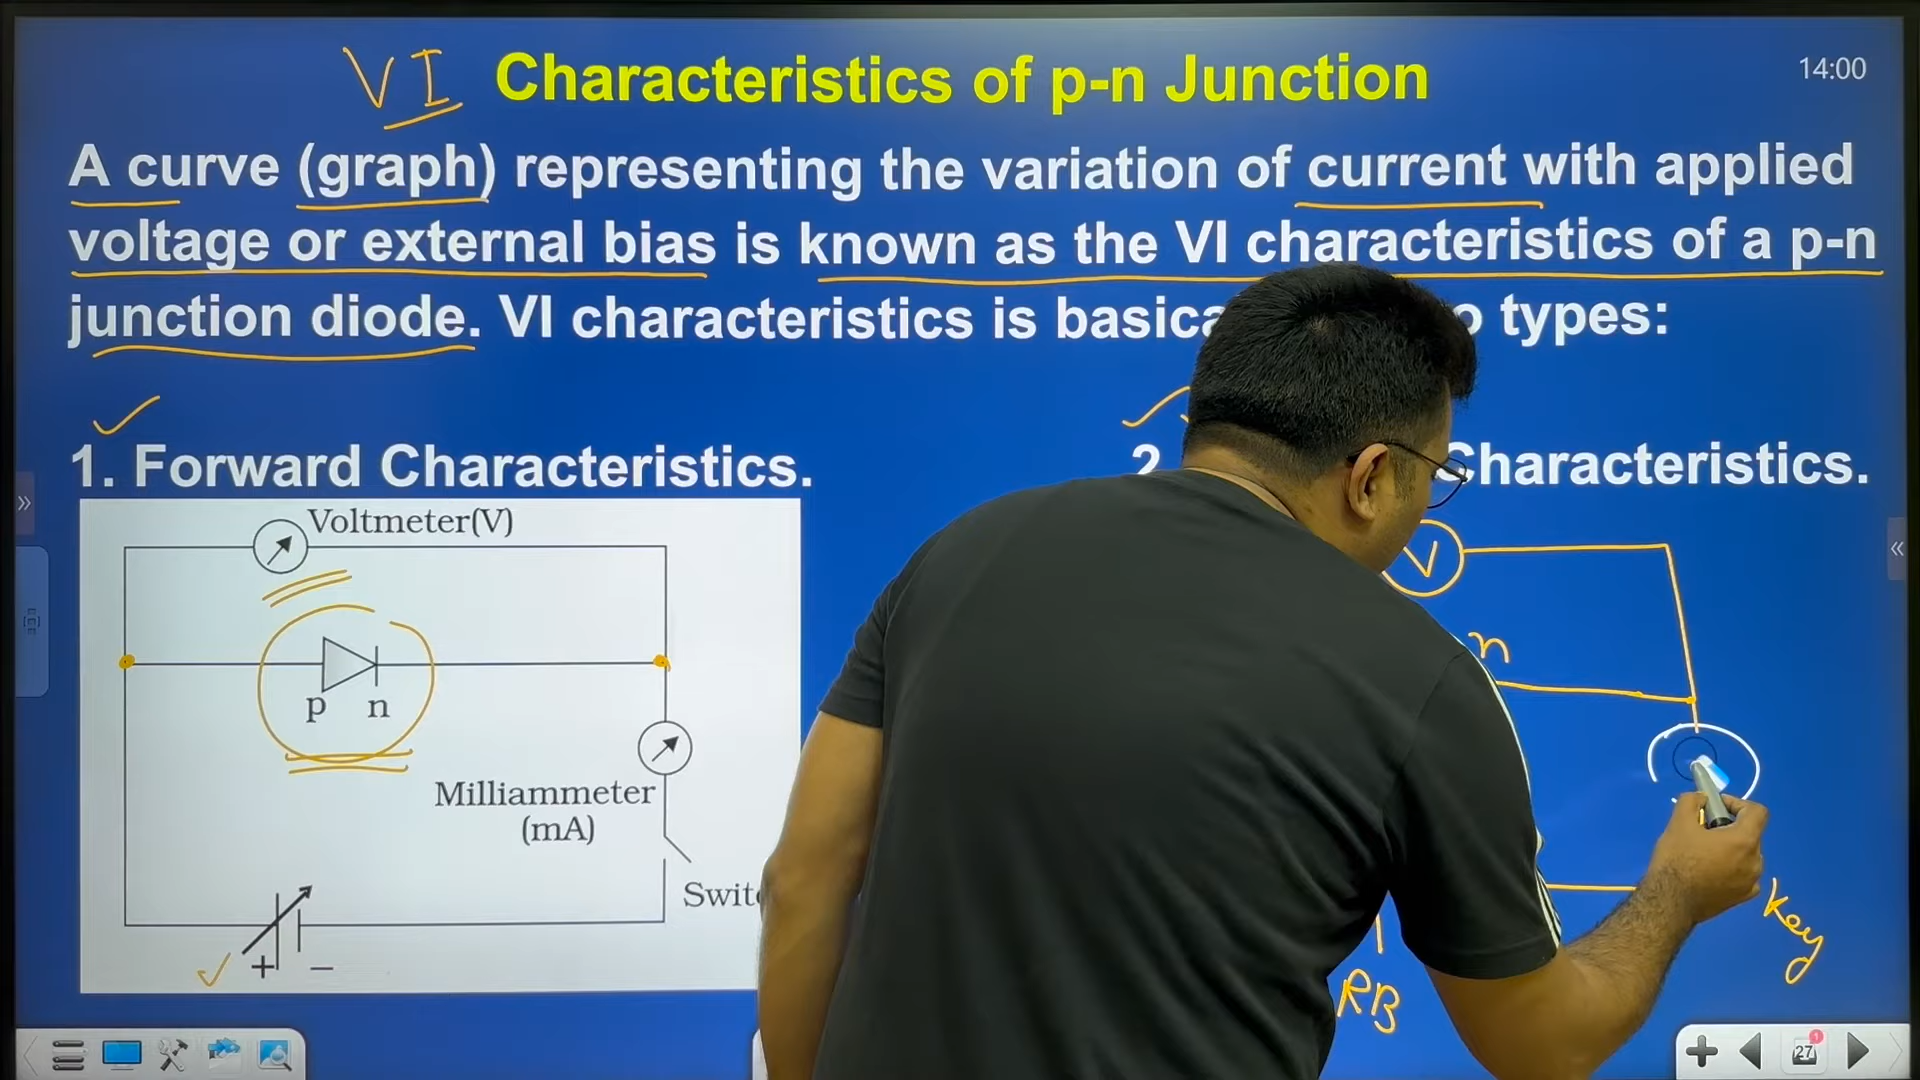 VI Characteristics of p-n Junction
14:00
A curve (graph) representing the variation of current with applied
voltage or external bias is known as the VI characteristics of a p-n
junction diode. VI characteristics is types:
1. Forward Characteristics.
2 Characteristics.
Voltmeter(V)
p n
Milliammeter
(mA)
+ −
V
n
Key
RB
27
1